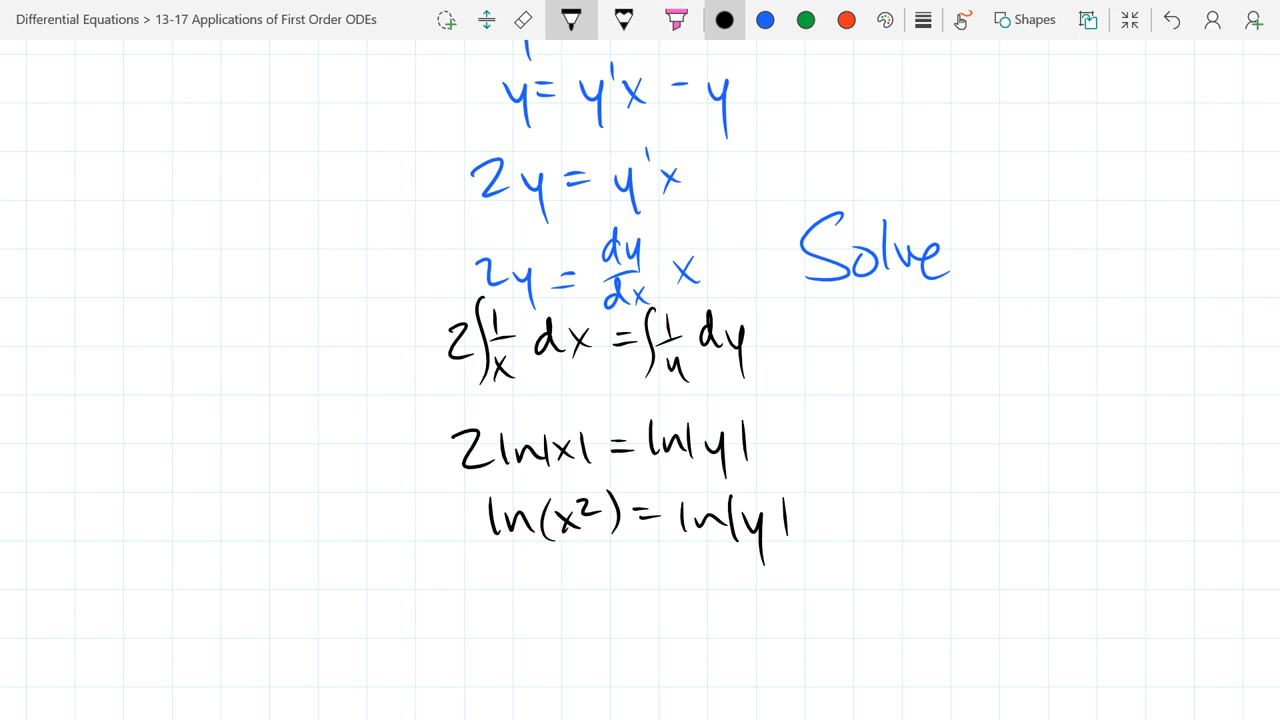 Differential Equations > 13-17 Applications of First Order ODEs
Shapes
y = y'x - y
2y = y'x
2y = dy/dx x
Solve
2∫1/x dx = ∫1/y dy
2ln|x| = ln|y|
ln(x²) = ln|y|